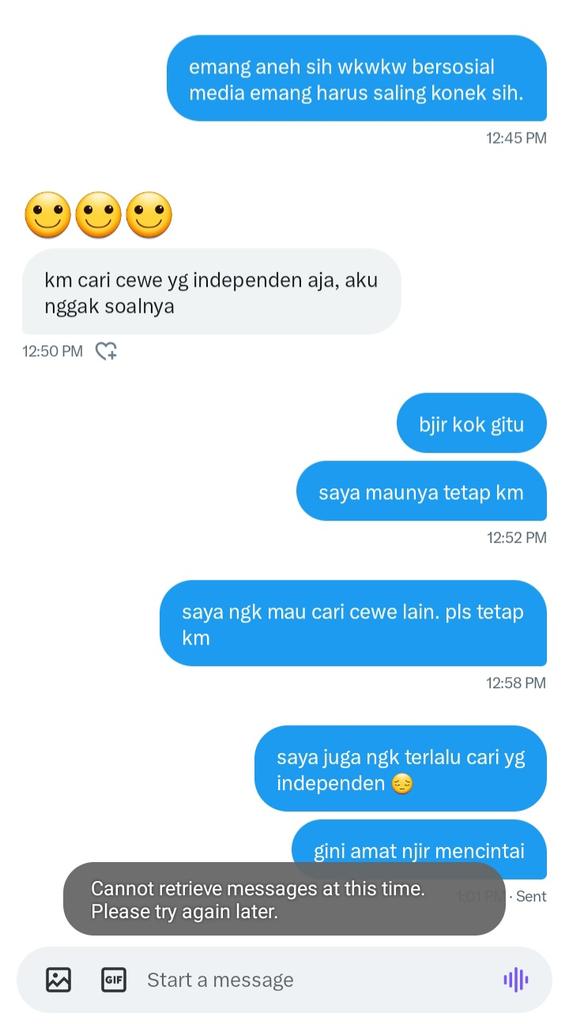 emang aneh sih wkwkw bersosial
media emang harus saling konek sih.
12:45 PM
km cari cewe yg independen aja, aku
nggak soalnya
12:50 PM
bjir kok gitu
saya maunya tetap km
12:52 PM
saya ngk mau cari cewe lain. pls tetap
km
12:58 PM
saya juga ngk terlalu cari yg
independen 😔
gini amat njir mencintai
1:01 PM · Sent
Cannot retrieve messages at this time.
Please try again later.
GIF
Start a message